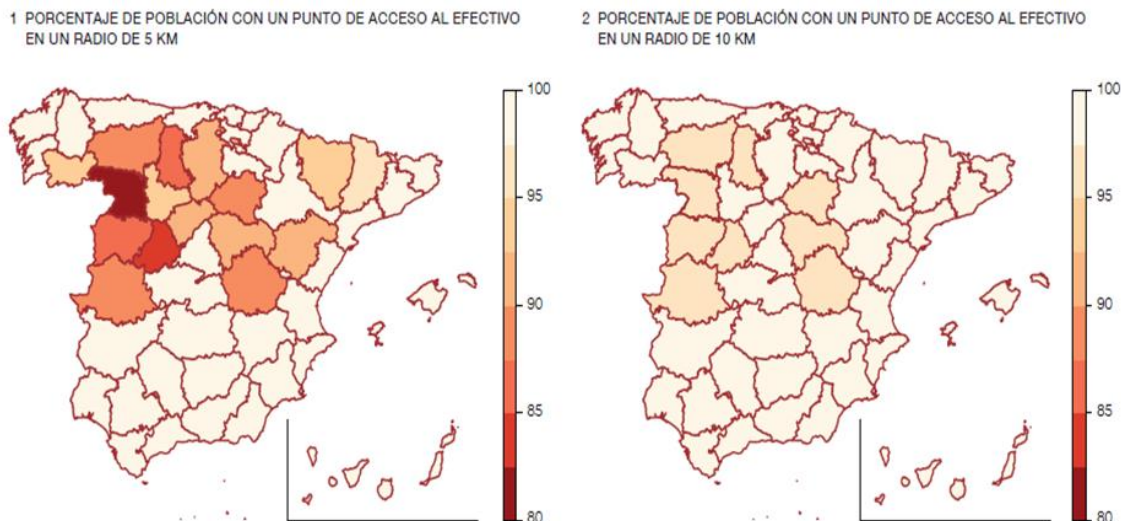 1 PORCENTAJE DE POBLACIÓN CON UN PUNTO DE ACCESO AL EFECTIVO
EN UN RADIO DE 5 KM
100
95
90
85
80
2 PORCENTAJE DE POBLACIÓN CON UN PUNTO DE ACCESO AL EFECTIVO
EN UN RADIO DE 10 KM
100
95
90
85
80